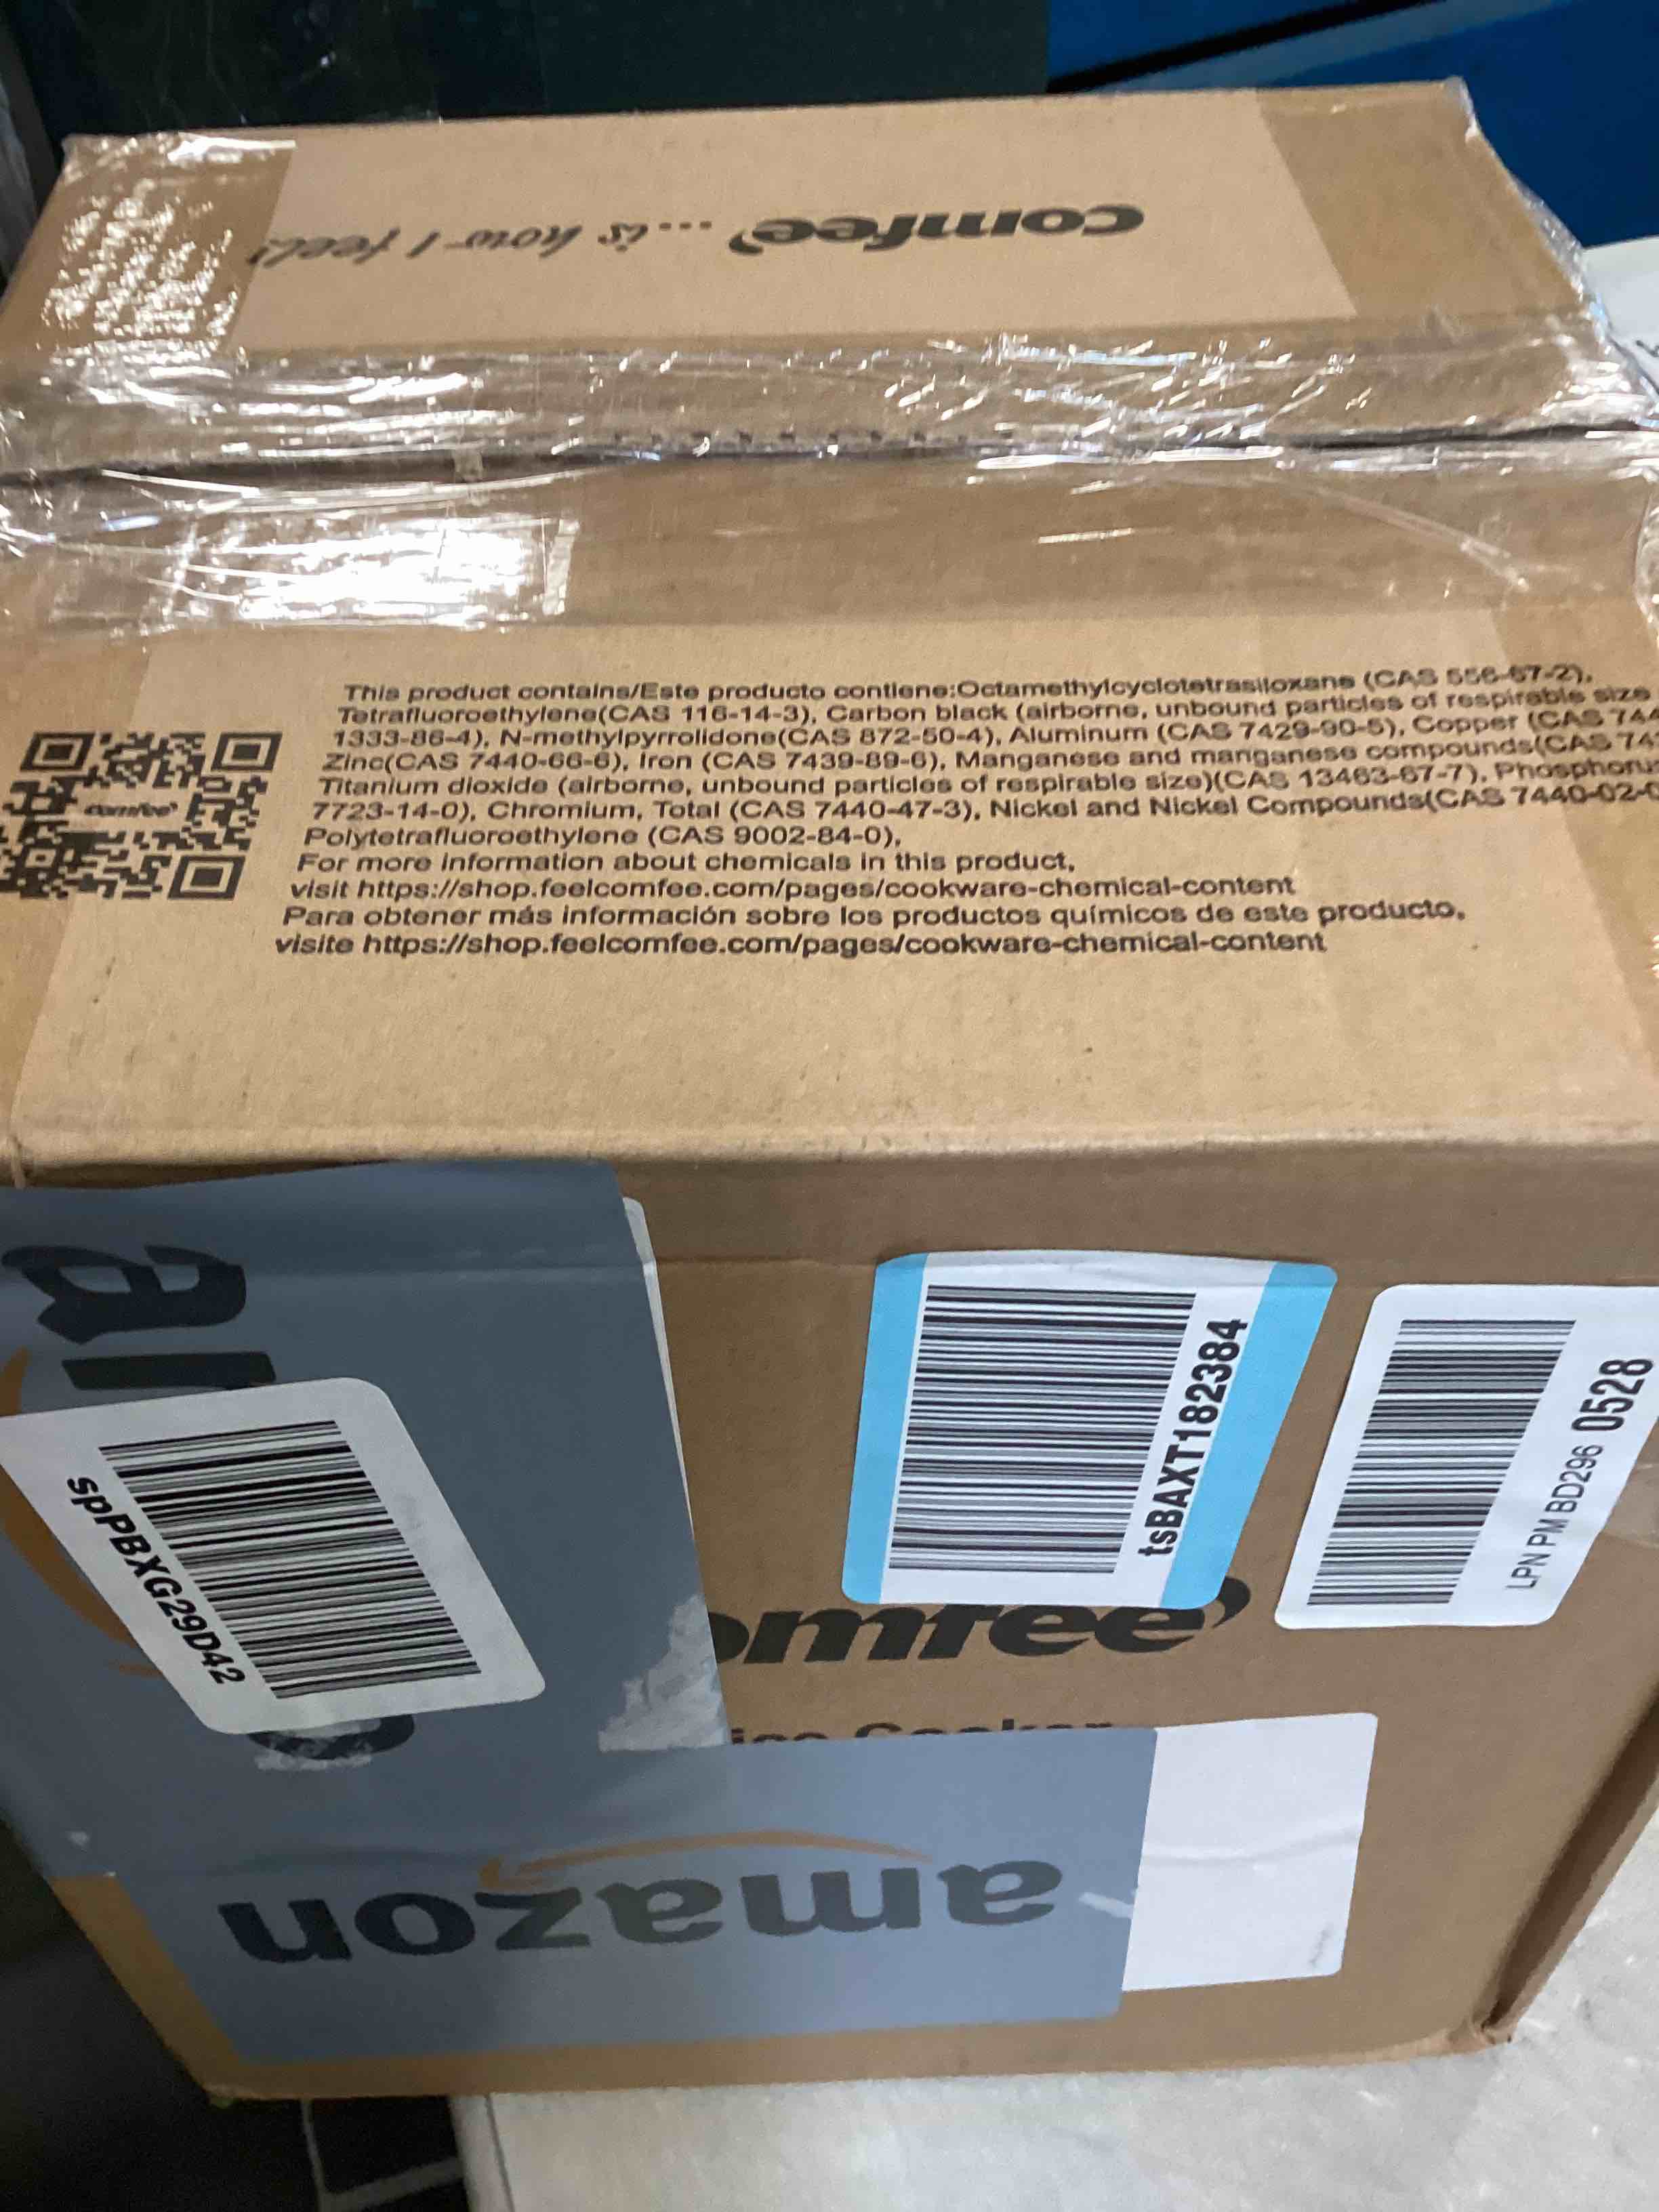 comfee' ...is how I feel!
This product contains/Este producto contiene:Octamethylcyclotetrasiloxane (CAS 556-67-2),
Tetrafluoroethylene(CAS 116-14-3), Carbon black (airborne, unbound particles of respirable size
1333-86-4), N-methylpyrrolidone(CAS 872-50-4), Aluminum (CAS 7429-90-5), Copper (CAS 744
Zinc(CAS 7440-66-6), Iron (CAS 7439-89-6), Manganese and manganese compounds(CAS 74
Titanium dioxide (airborne, unbound particles of respirable size)(CAS 13463-67-7), Phosphorus
7723-14-0), Chromium, Total (CAS 7440-47-3), Nickel and Nickel Compounds(CAS 7440-02-0
Polytetrafluoroethylene (CAS 9002-84-0),
For more information about chemicals in this product,
visit https://shop.feelcomfee.com/pages/cookware-chemical-content
Para obtener más información sobre los productos químicos de este producto,
visite https://shop.feelcomfee.com/pages/cookware-chemical-content
comfee'
spPBXG29D42
tsBAXT182384
LPN PM BD296 0528
omfee'
amazon